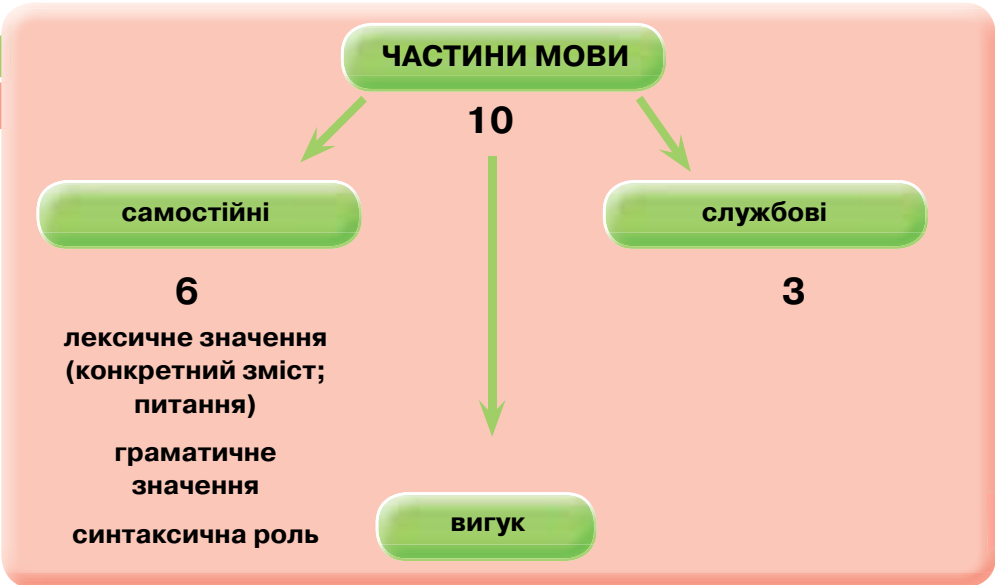 ЧАСТИНИ МОВИ
10
самостійні
6
лексичне значення
(конкретний зміст;
питання)
граматичне
значення
синтаксична роль
службові
3
вигук